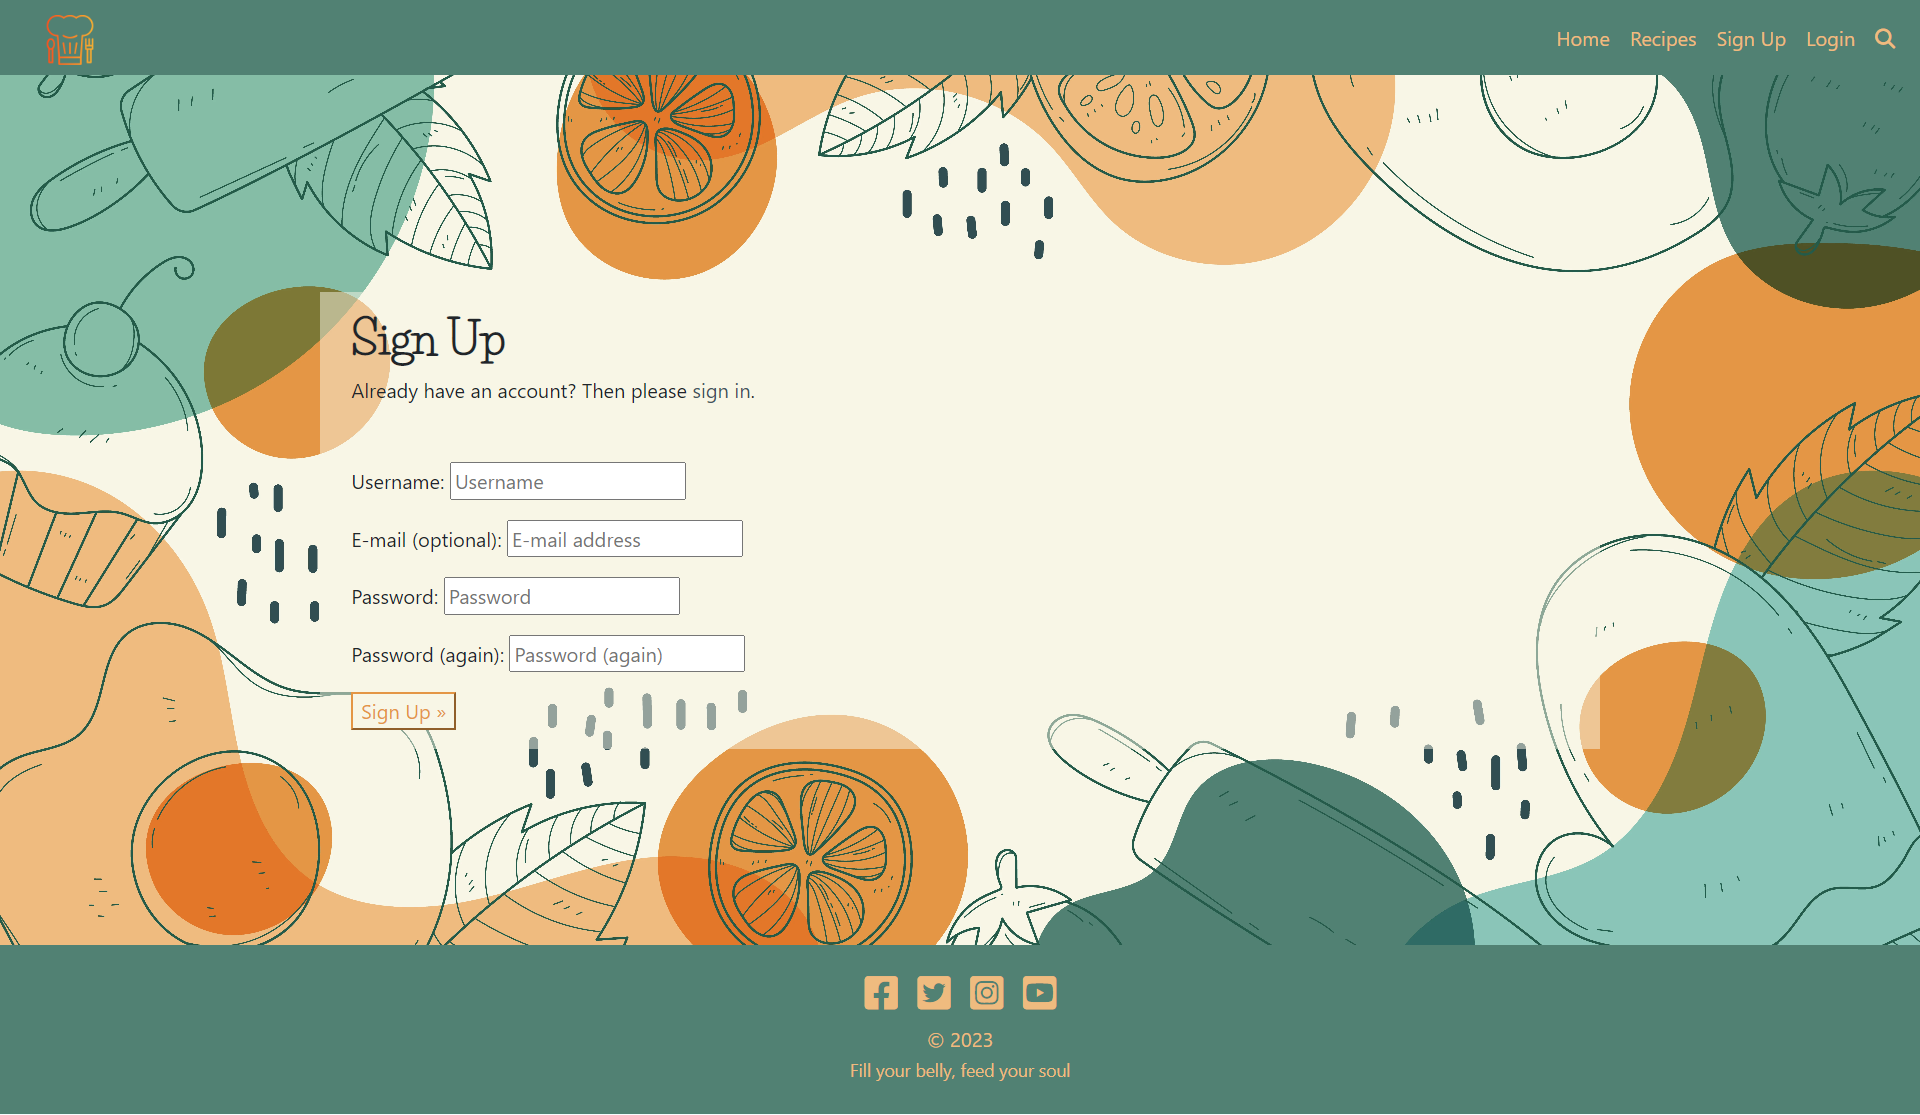 Home Recipes Sign Up Login
Sign Up
Already have an account? Then please sign in.
Username: Username
E-mail (optional): E-mail address
Password: Password
Password (again): Password (again)
Sign Up »
© 2023
Fill your belly, feed your soul